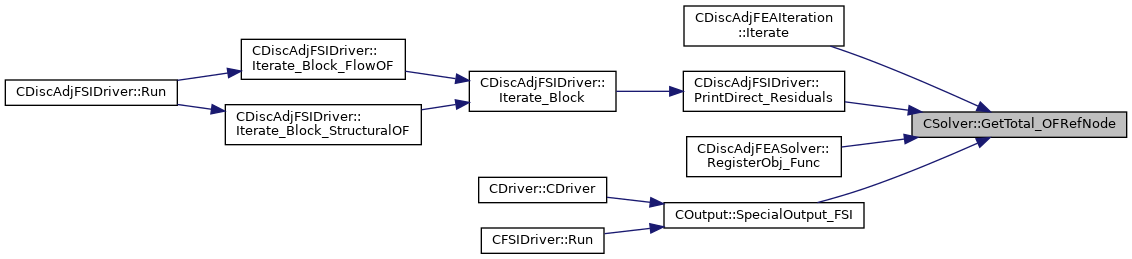 CDiscAdjFSIDriver::Run
CDiscAdjFSIDriver::
Iterate_Block_FlowOF
CDiscAdjFSIDriver::
Iterate_Block_StructuralOF
CDiscAdjFSIDriver::
Iterate_Block
CDriver::CDriver
CFSIDriver::Run
CDiscAdjFEAIteration
::Iterate
CDiscAdjFSIDriver::
PrintDirect_Residuals
CDiscAdjFEASolver::
RegisterObj_Func
COutput::SpecialOutput_FSI
CSolver::GetTotal_OFRefNode